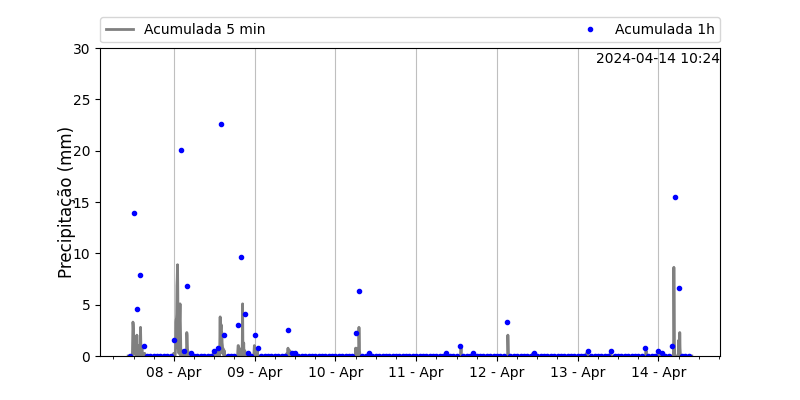 Acumulada 5 min
Acumulada 1h
2024-04-14 10:24
Precipitação (mm)
30
25
20
15
10
5
0
08 - Apr
09 - Apr
10 - Apr
11 - Apr
12 - Apr
13 - Apr
14 - Apr